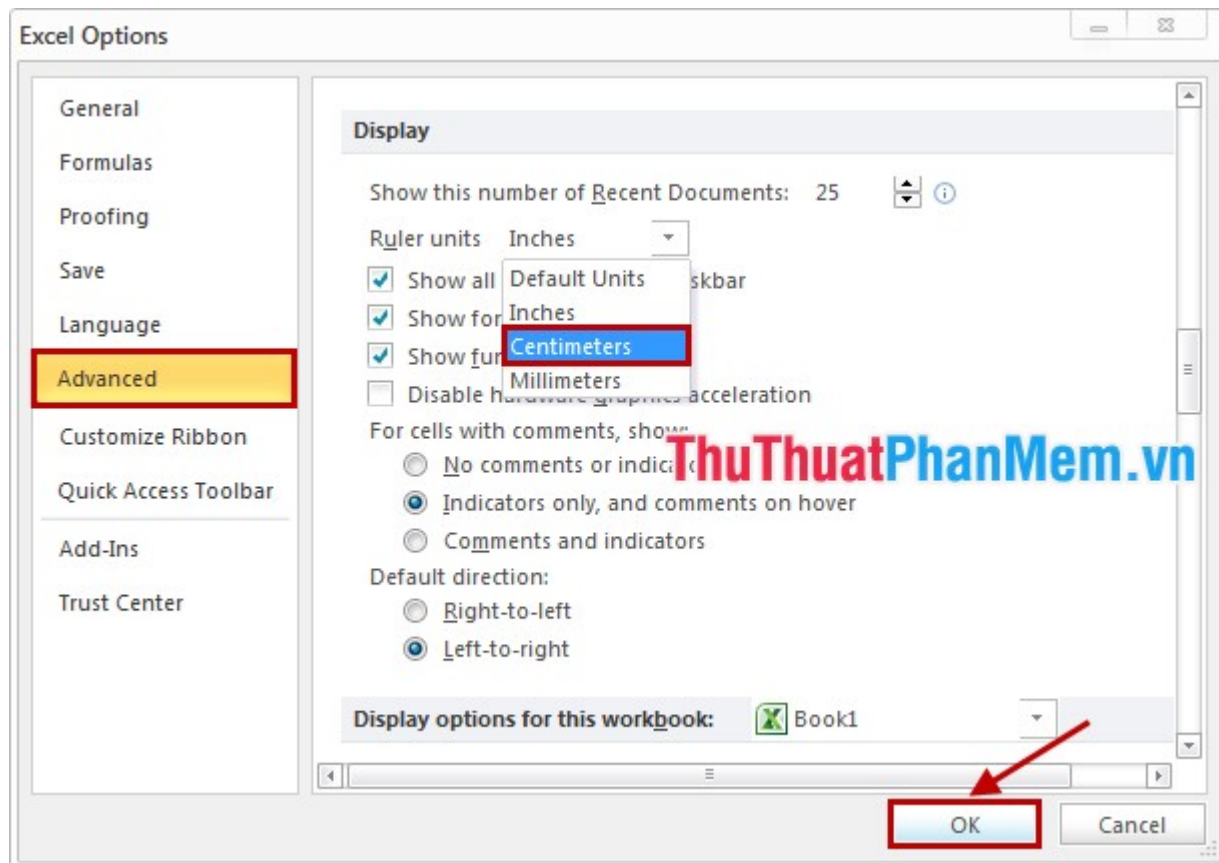 Excel Options
General
Formulas
Proofing
Save
Language
Advanced
Customize Ribbon
Quick Access Toolbar
Add-Ins
Trust Center
Display
Show this number of Recent Documents: 25
Ruler units Inches
Default Units
Inches
Centimeters
Millimeters
Show all skbar
Show for
Show fun
Disable hardware graphics acceleration
For cells with comments, show:
No comments or indica
Indicators only, and comments on hover
Comments and indicators
Default direction:
Right-to-left
Left-to-right
Display options for this workbook: Book1
ThuThuatPhanMem.vn
OK Cancel